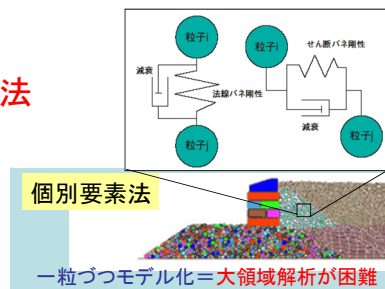 粒子i
粒子i
せん断バネ剛性
減衰
法線バネ剛性
法
減衰
粒子j
粒子j
個別要素法
一粒づつモデル化＝大領域解析が困難